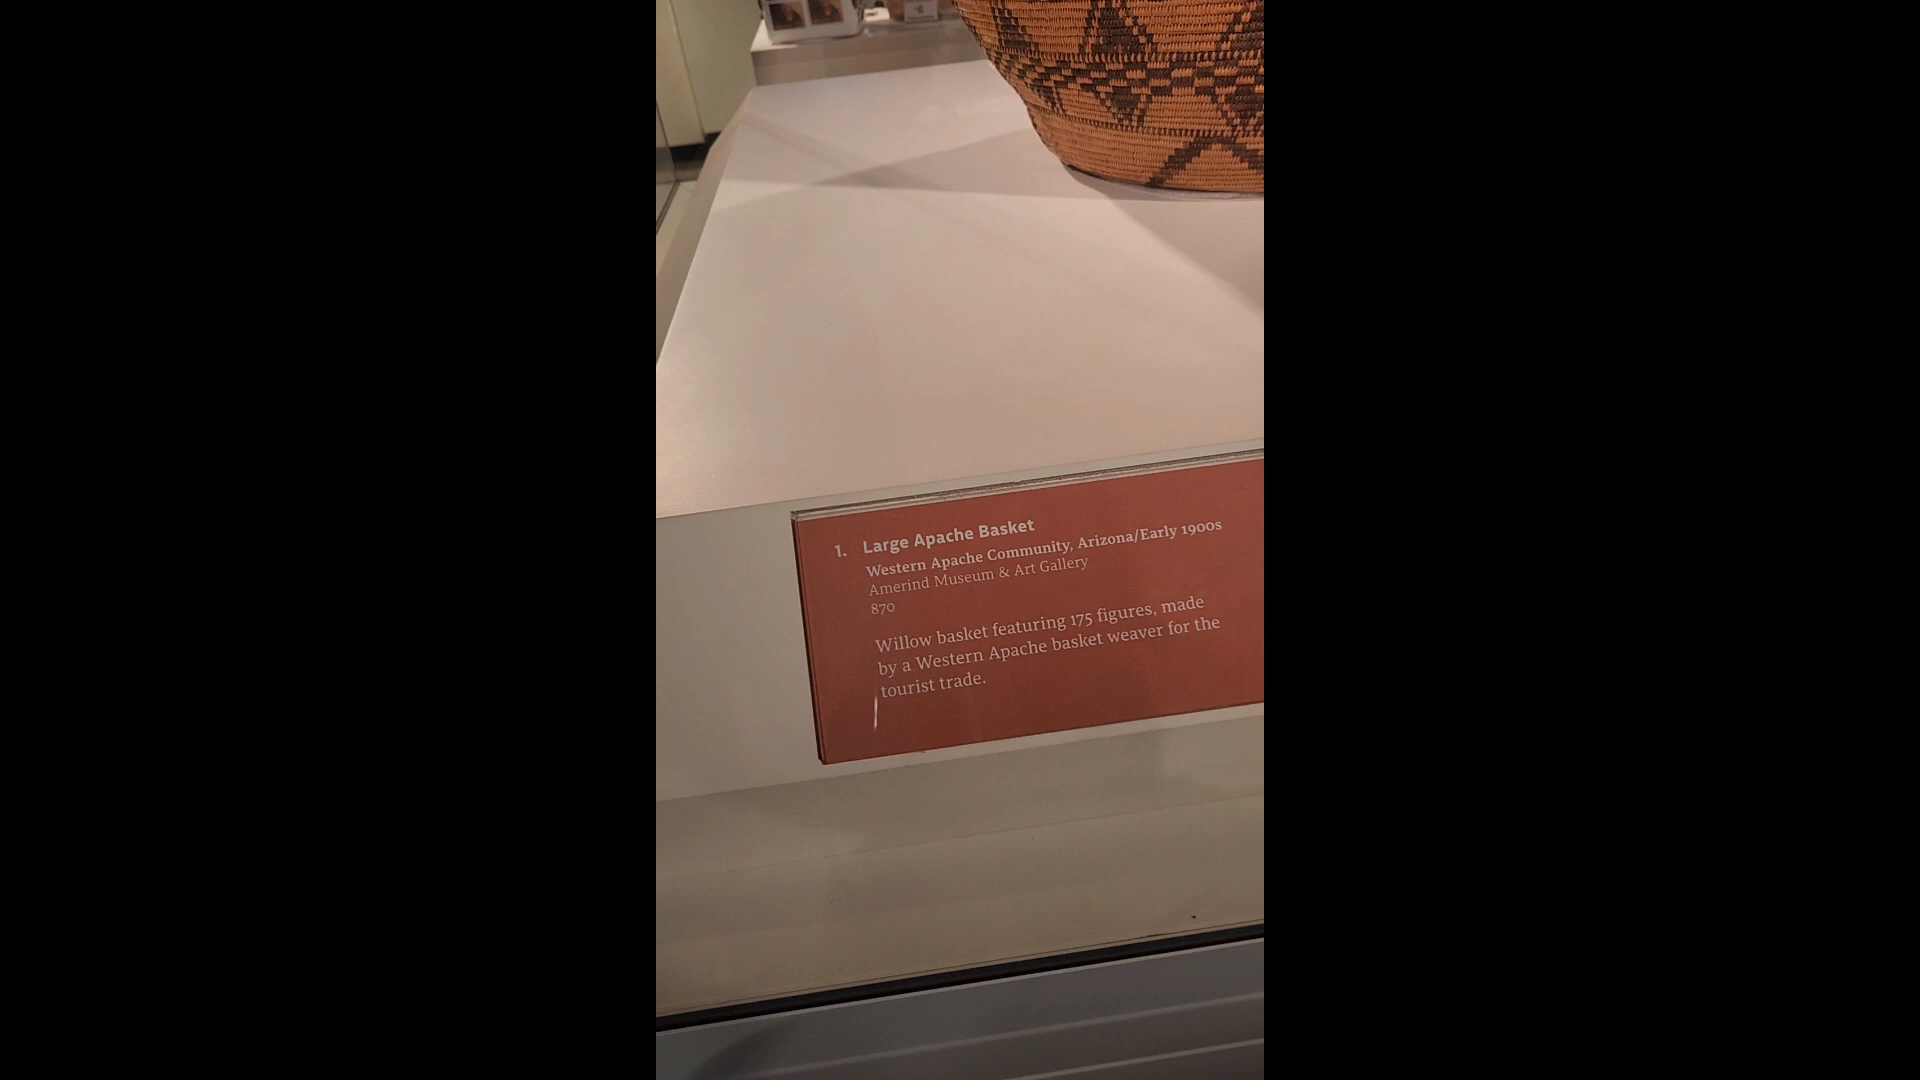 1. Large Apache Basket
Western Apache Community, Arizona/Early 1900s
Amerind Museum & Art Gallery
870
Willow basket featuring 175 figures, made
by a Western Apache basket weaver for the
tourist trade.